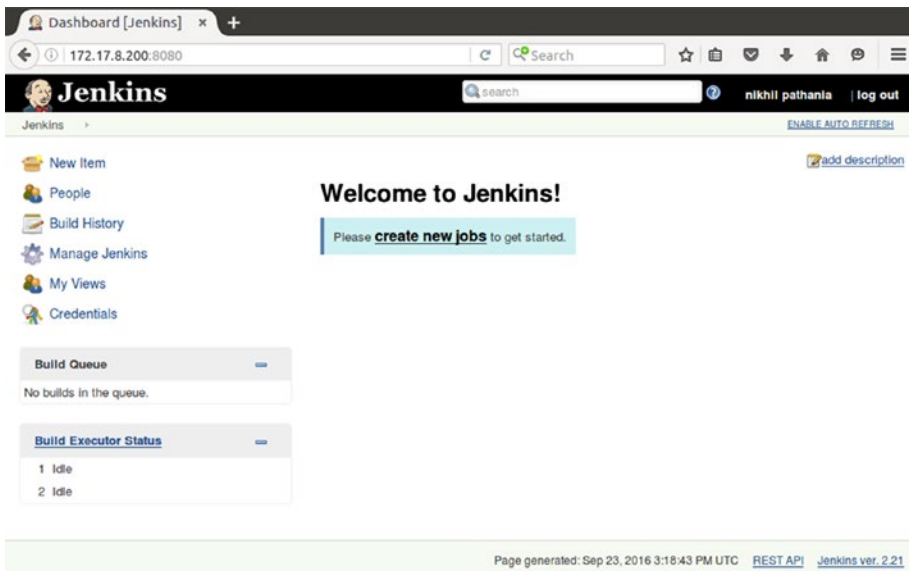 Dashboard [Jenkins] × +
172.17.8.200:8080 Search
Jenkins search nikhil pathania | log out
Jenkins ENABLE AUTO REFRESH
add description
New Item
People
Build History
Manage Jenkins
My Views
Credentials
Welcome to Jenkins!
Please create new jobs to get started.
Build Queue
No builds in the queue.
Build Executor Status
1 Idle
2 Idle
Page generated: Sep 23, 2016 3:18:43 PM UTC REST API Jenkins ver. 2.21